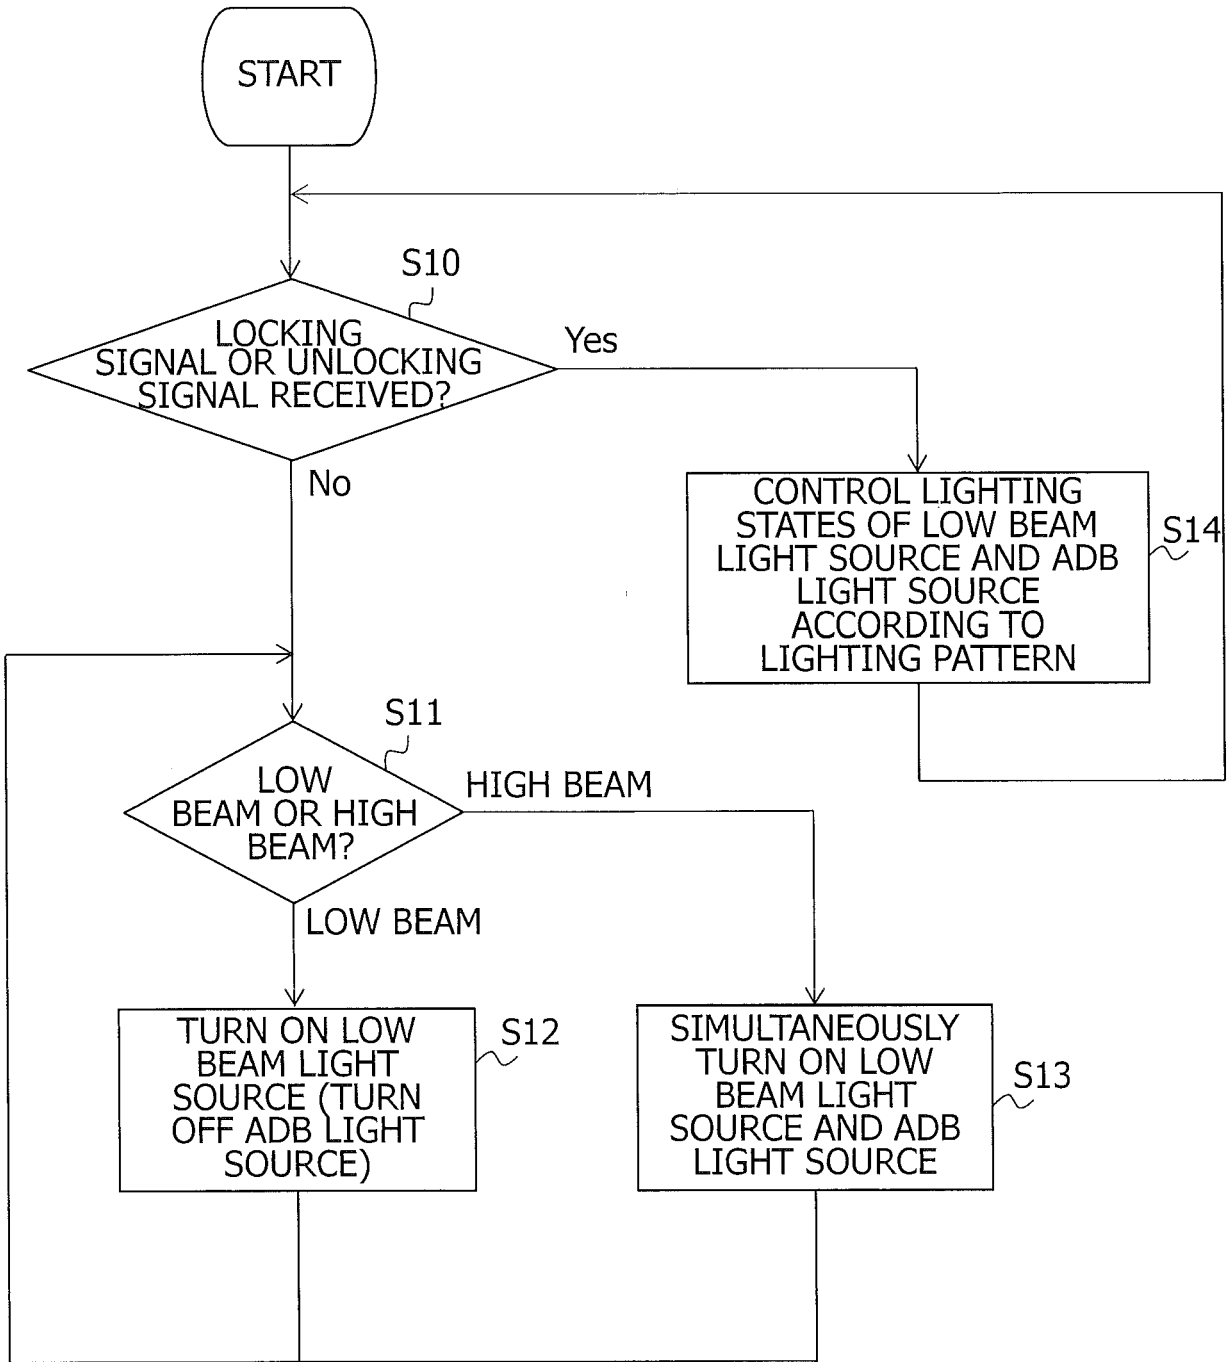 START
S10
LOCKING
SIGNAL OR UNLOCKING
SIGNAL RECEIVED?
Yes
No
CONTROL LIGHTING
STATES OF LOW BEAM
LIGHT SOURCE AND ADB
LIGHT SOURCE
ACCORDING TO
LIGHTING PATTERN
S14
S11
LOW
BEAM OR HIGH
BEAM?
HIGH BEAM
LOW BEAM
TURN ON LOW
BEAM LIGHT
SOURCE (TURN
OFF ADB LIGHT
SOURCE)
S12
SIMULTANEOUSLY
TURN ON LOW
BEAM LIGHT
SOURCE AND ADB
LIGHT SOURCE
S13